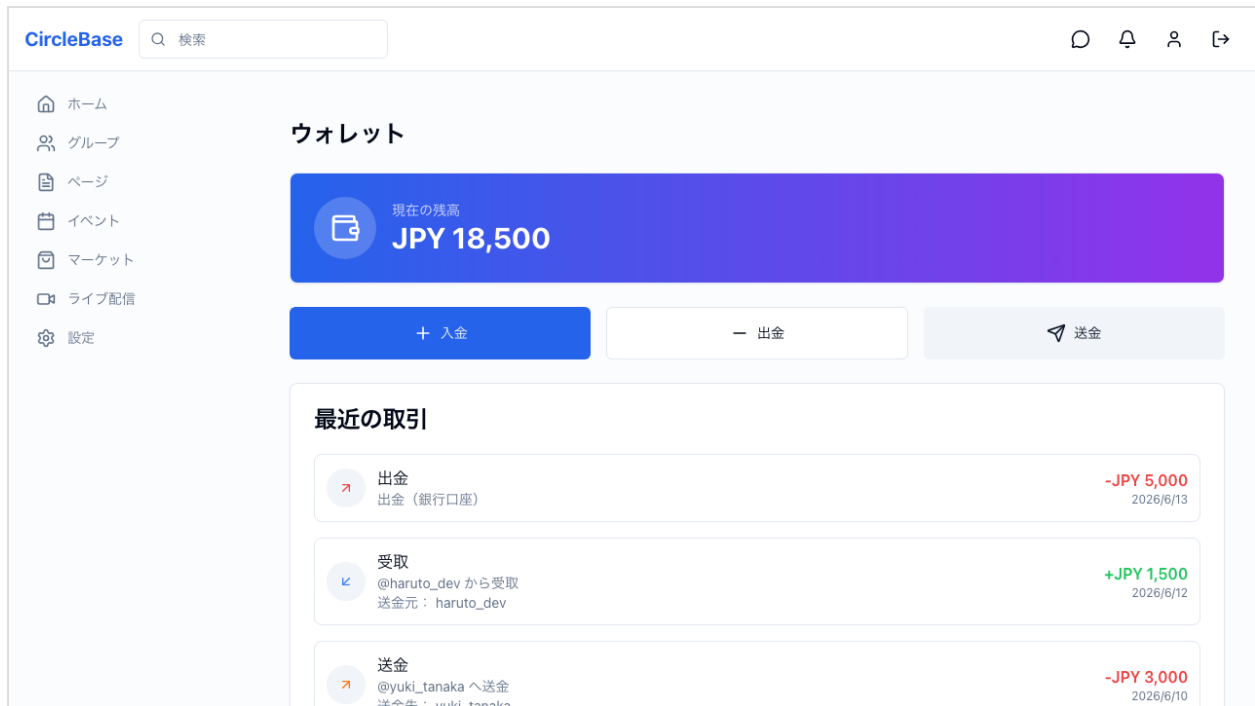 CircleBase
検索
ホーム
グループ
ページ
イベント
マーケット
ライブ配信
設定
ウォレット
現在の残高
JPY 18,500
入金
出金
送金
最近の取引
出金
出金（銀行口座）
-JPY 5,000
2026/6/13
受取
@haruto_dev から受取
送金元： haruto_dev
+JPY 1,500
2026/6/12
送金
@yuki_tanaka へ送金
送金先： yuki_tanaka
-JPY 3,000
2026/6/10